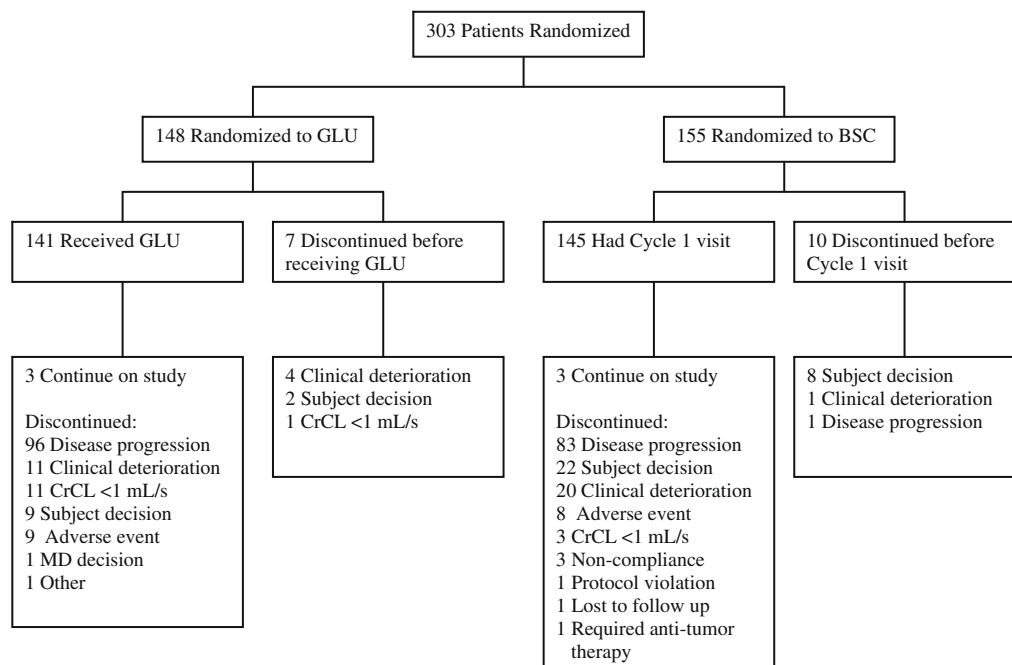 303 Patients Randomized
148 Randomized to GLU
155 Randomized to BSC
141 Received GLU
7 Discontinued before
receiving GLU
145 Had Cycle 1 visit
10 Discontinued before
Cycle 1 visit
3 Continue on study
Discontinued:
96 Disease progression
11 Clinical deterioration
11 CrCL <1 mL/s
9 Subject decision
9 Adverse event
1 MD decision
1 Other
4 Clinical deterioration
2 Subject decision
1 CrCL <1 mL/s
3 Continue on study
Discontinued:
83 Disease progression
22 Subject decision
20 Clinical deterioration
8 Adverse event
3 CrCL <1 mL/s
3 Non-compliance
1 Protocol violation
1 Lost to follow up
1 Required anti-tumor
therapy
8 Subject decision
1 Clinical deterioration
1 Disease progression